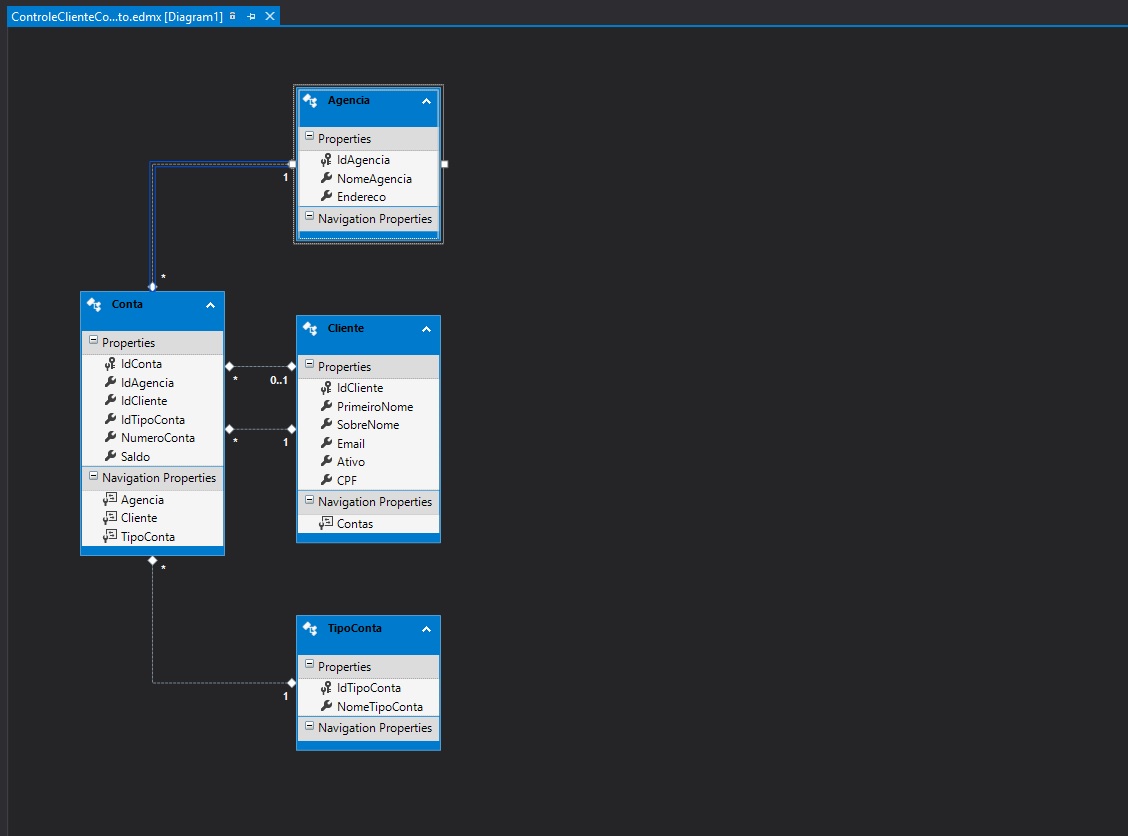 ControleClienteCo...to.edmx [Diagram1]
Agencia
Properties
IdAgencia
NomeAgencia
Endereco
Navigation Properties
1
*
Conta
Properties
IdConta
IdAgencia
IdCliente
IdTipoConta
NumeroConta
Saldo
Navigation Properties
Agencia
Cliente
TipoConta
*
0..1
*
1
Cliente
Properties
IdCliente
PrimeiroNome
SobreNome
Email
Ativo
CPF
Navigation Properties
Contas
*
1
TipoConta
Properties
IdTipoConta
NomeTipoConta
Navigation Properties